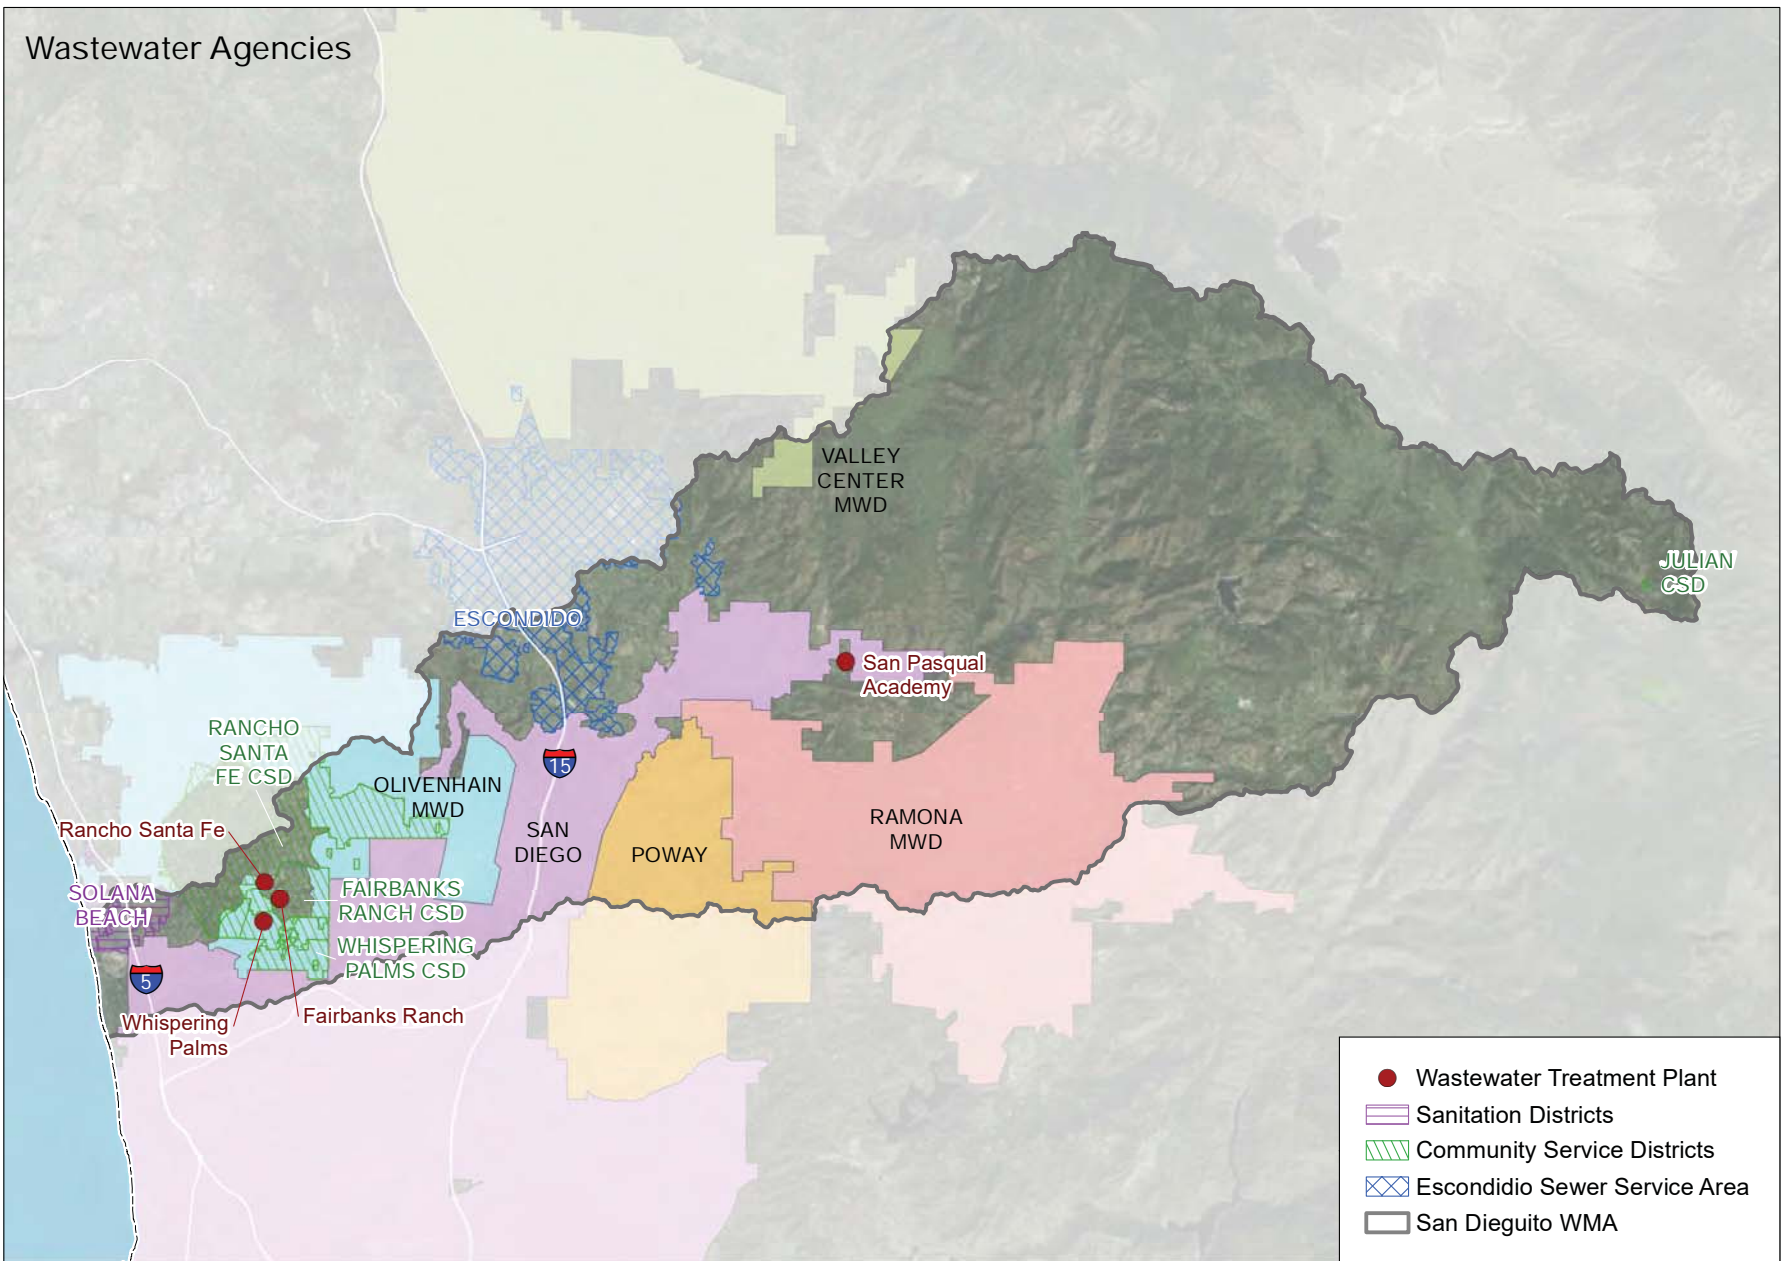 Wastewater Agencies
VALLEY
CENTER
MWD
JULIAN
CSD
ESCONDIDO
San Pasqual
Academy
RANCHO
SANTA
FE CSD
15
OLIVENHAIN
MWD
Rancho Santa Fe
SAN
DIEGO
POWAY
RAMONA
MWD
SOLANA
BEACH
FAIRBANKS
RANCH CSD
WHISPERING
PALMS CSD
5
Whispering
Palms
Fairbanks Ranch
Wastewater Treatment Plant
Sanitation Districts
Community Service Districts
Escondidio Sewer Service Area
San Dieguito WMA